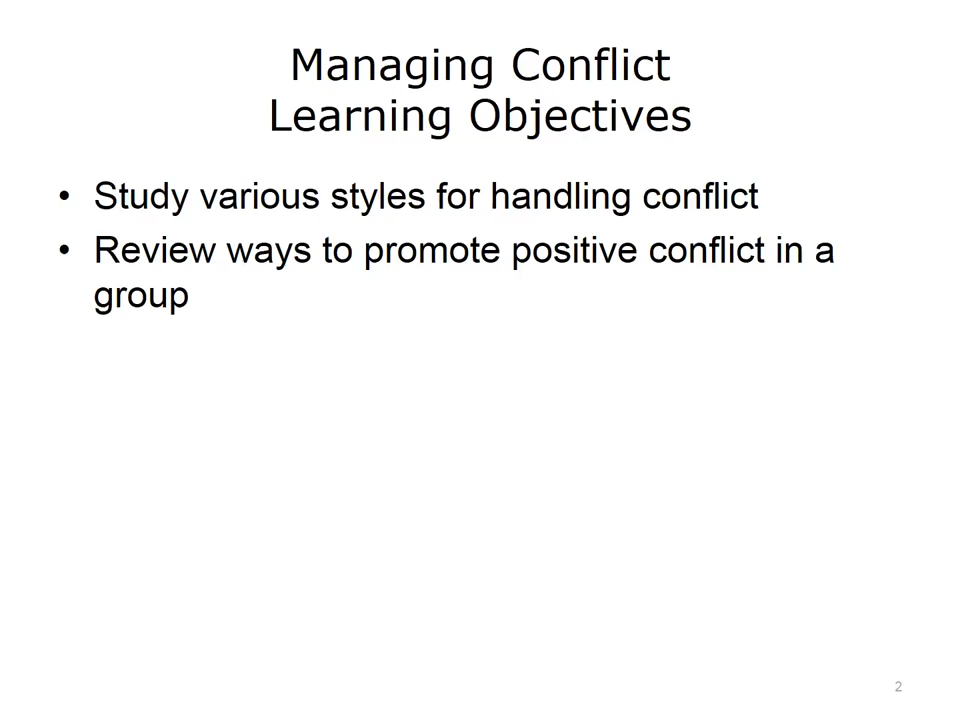 Managing Conflict
Learning Objectives
• Study various styles for handling conflict
• Review ways to promote positive conflict in a
group
2